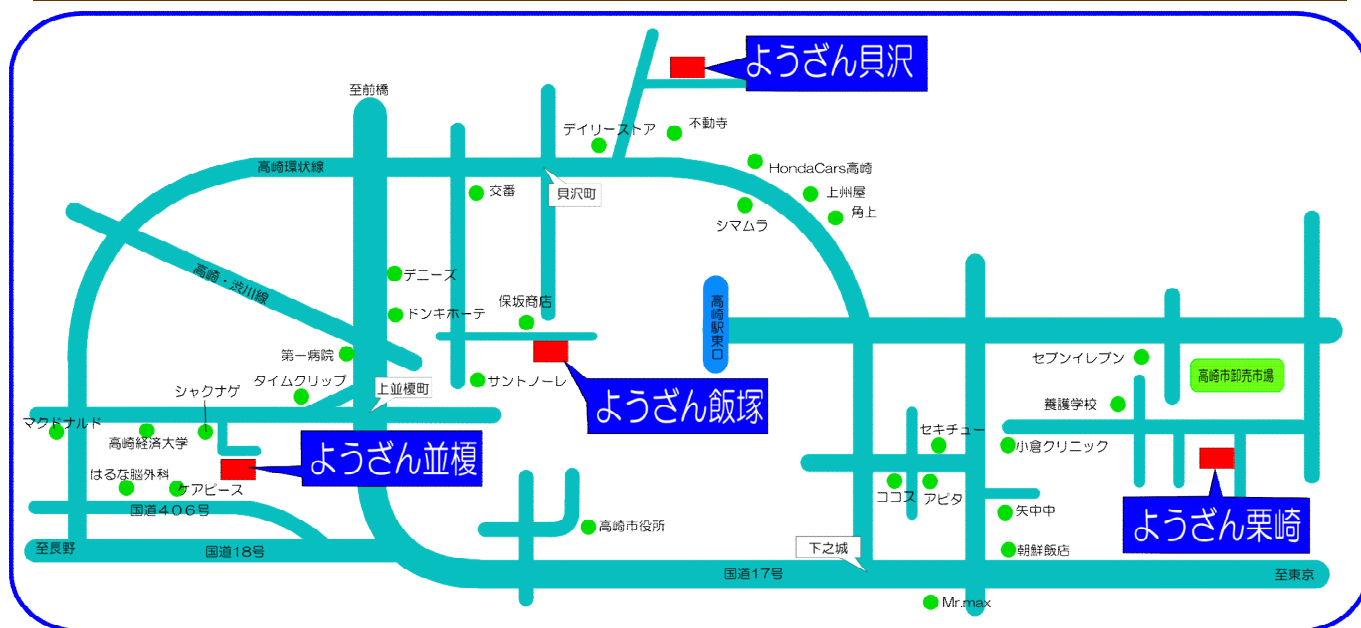 ようざん貝沢
至前橋
デイリーストア
不動寺
高崎環状線
HondaCars高崎
交番
貝沢町
上州屋
角上
シマムラ
高崎・渋川線
デニーズ
高崎駅東口
保坂商店
ドンキホーテ
第一病院
セブンイレブン
タイムクリップ
サントノーレ
高崎市卸売市場
シャクナゲ
上並榎町
ようざん飯塚
養護学校
マクドナルド
高崎経済大学
セキチュー
小倉クリニック
ようざん並榎
はるな脳外科
ケアピース
ココス
アピタ
国道406号
矢中中
ようざん栗崎
高崎市役所
至長野
国道18号
下之城
朝鮮飯店
国道17号
至東京
Mr.max